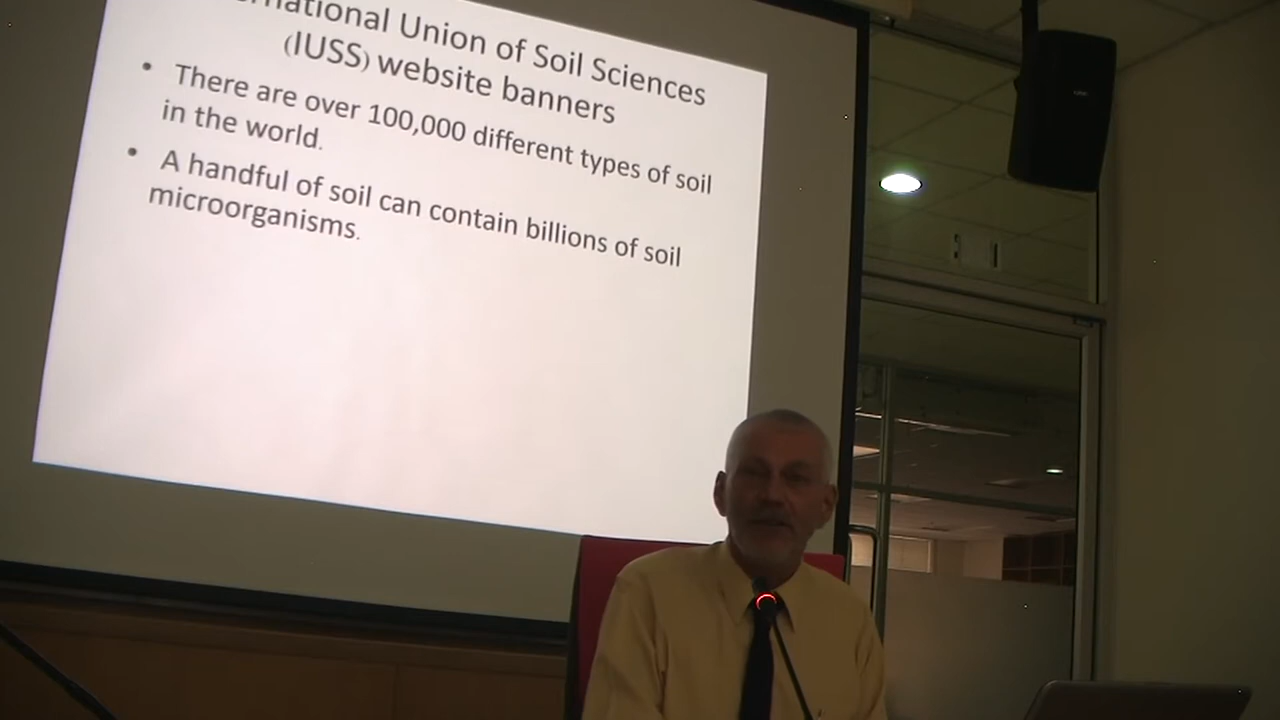 national Union of Soil Sciences
(IUSS) website banners
• There are over 100,000 different types of soil
in the world.
• A handful of soil can contain billions of soil
microorganisms.